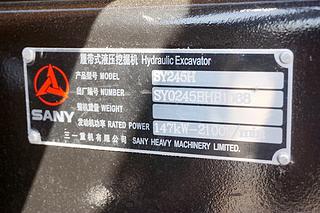 履带式液压挖掘机 Hydraulic Excavator
产品型号 MODEL SY245H
出厂编号 NUMBER
整机重量 WEIGHT
发动机功率 RATED POWER 147kW-2100 /min
SANY
三一重机有限公司 SANY HEAVY MACHINERY LIMITED.